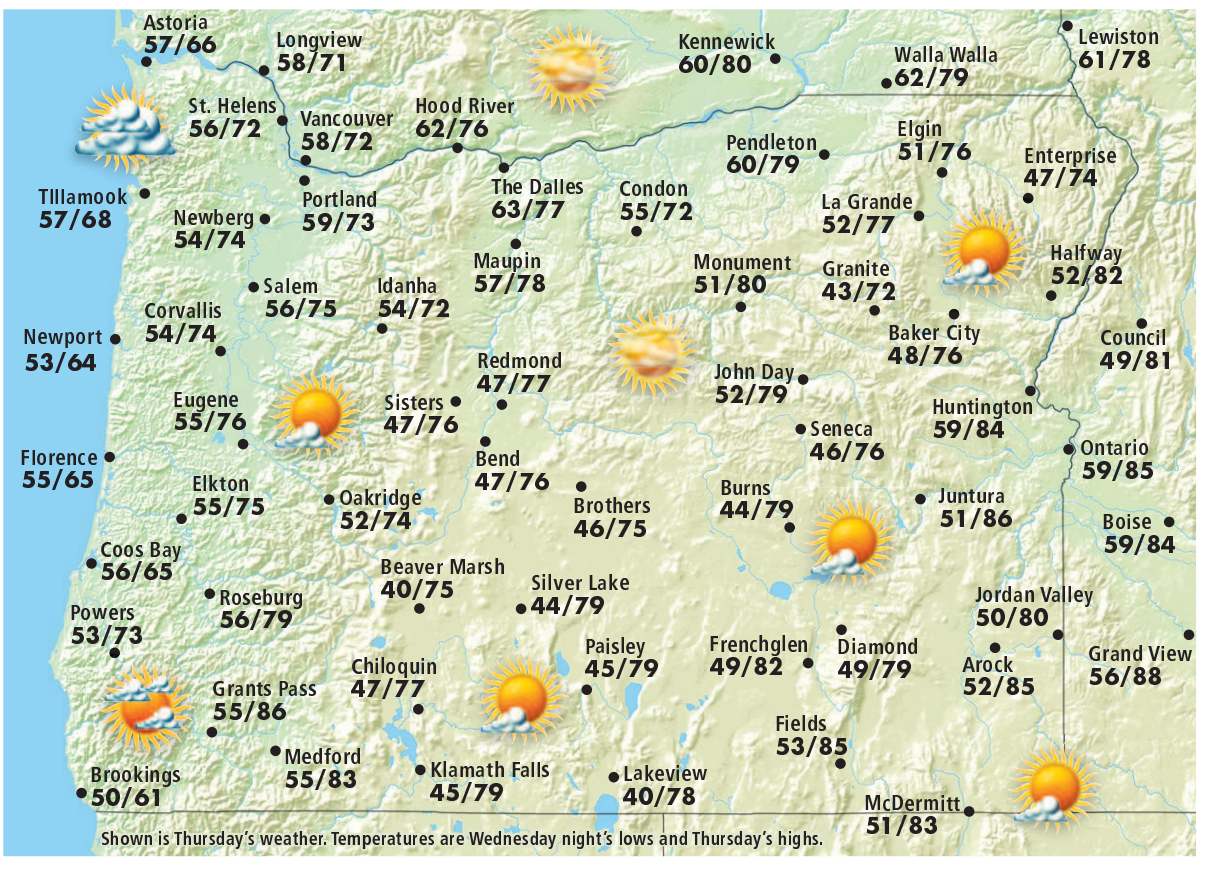 Astoria
57/66
Longview
58/71
Kennewick
60/80
Walla Walla
62/79
Lewiston
61/78
St. Helens
56/72
Vancouver
58/72
Hood River
62/76
Pendleton
60/79
Elgin
51/76
Enterprise
47/74
TIllamook
57/68
Newberg
54/74
Portland
59/73
The Dalles
63/77
Condon
55/72
La Grande
52/77
Maupin
57/78
Monument
51/80
Granite
43/72
Halfway
52/82
Salem
56/75
Idanha
54/72
Corvallis
54/74
Newport
53/64
Baker City
48/76
Council
49/81
Redmond
47/77
John Day
52/79
Eugene
55/76
Sisters
47/76
Huntington
59/84
Seneca
46/76
Ontario
59/85
Florence
55/65
Bend
47/76
Elkton
55/75
Oakridge
52/74
Brothers
46/75
Burns
44/79
Juntura
51/86
Boise
59/84
Coos Bay
56/65
Beaver Marsh
40/75
Silver Lake
44/79
Roseburg
56/79
Jordan Valley
50/80
Powers
53/73
Paisley
45/79
Frenchglen
49/82
Diamond
49/79
Arock
52/85
Grand View
56/88
Chiloquin
47/77
Grants Pass
55/86
Fields
53/85
Medford
55/83
Klamath Falls
45/79
Lakeview
40/78
Brookings
50/61
McDermitt
51/83
Shown is Thursday's weather. Temperatures are Wednesday night's lows and Thursday's highs.